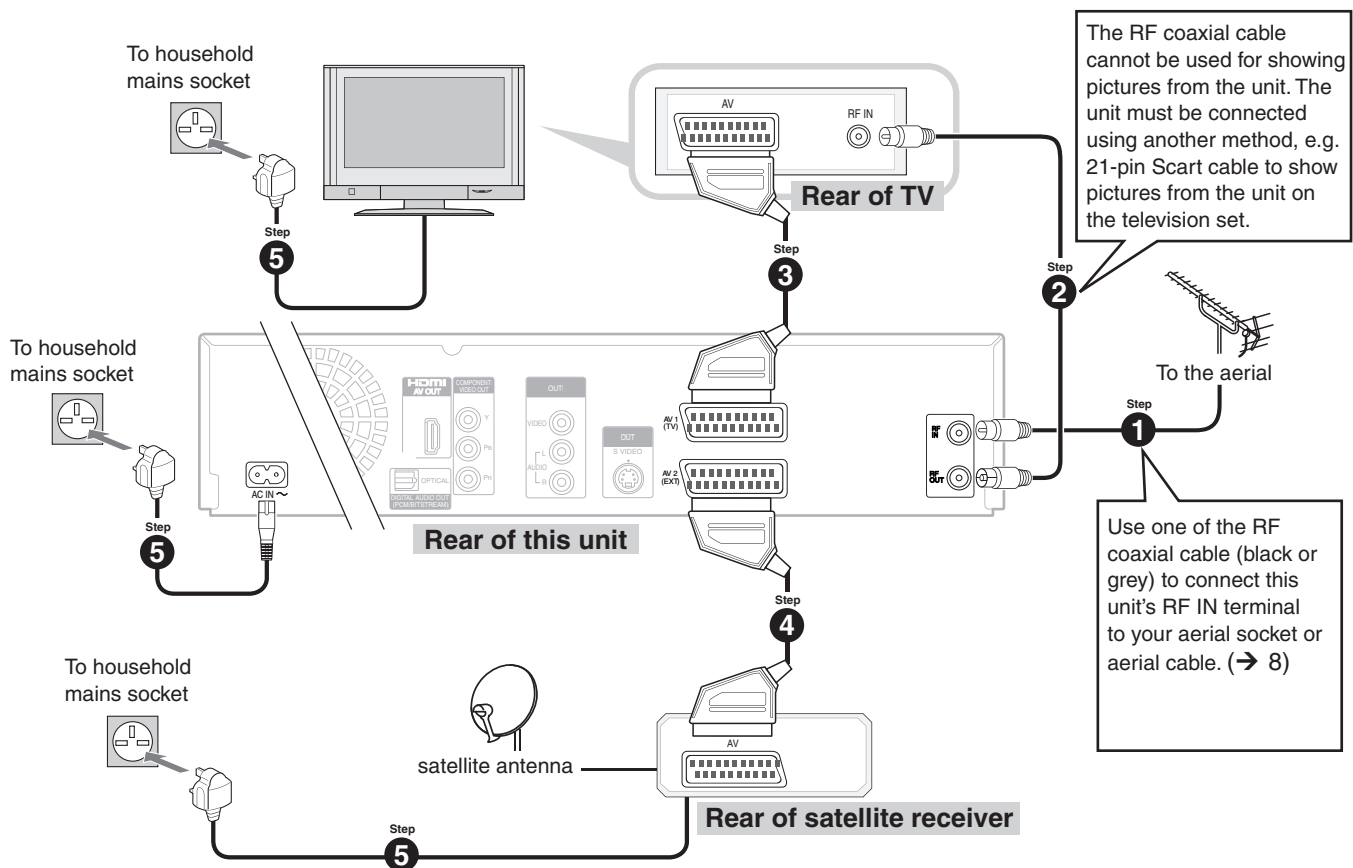 To household
mains socket
AV
RF IN
Rear of TV
The RF coaxial cable
cannot be used for showing
pictures from the unit. The
unit must be connected
using another method, e.g.
21-pin Scart cable to show
pictures from the unit on
the television set.
Step
5
Step
3
Step
2
To household
mains socket
To the aerial
Step
1
HDMI
AV OUT
COMPONENT
VIDEO OUT
Y
PB
PR
OPTICAL
DIGITAL AUDIO OUT
(PCM/BITSTREAM)
OUT
VIDEO
L
AUDIO
R
OUT
S VIDEO
AV 1
(TV)
AV 2
(EXT)
RF
IN
RF
OUT
AC IN ~
Rear of this unit
Step
5
Use one of the RF
coaxial cable (black or
grey) to connect this
unit's RF IN terminal
to your aerial socket or
aerial cable. (➔ 8)
Step
4
To household
mains socket
satellite antenna
AV
Rear of satellite receiver
Step
5